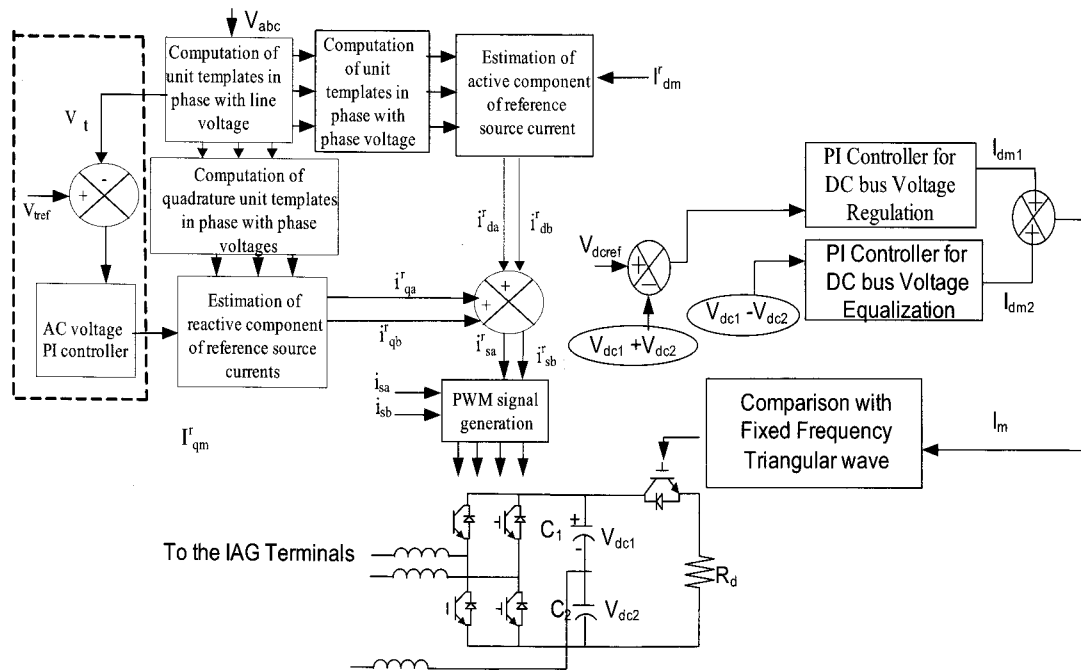 V_abc
Computation of
unit templates in
phase with line
voltage
Computation
of unit
templates in
phase with
phase voltage
Estimation of
active component
of reference
source current
I^r_dm
V_t
-
+
V_tref
Computation of
quadrature unit templates
in phase with phase
voltages
i^r_da
i^r_db
AC voltage
PI controller
Estimation of
reactive component
of reference source
currents
i^r_qa
i^r_qb
+
+
i^r_sa
i^r_sb
V_dcref
+
-
V_dc1 +V_dc2
PI Controller for
DC bus Voltage
Regulation
I_dm1
PI Controller for
DC bus Voltage
Equalization
I_dm2
+
+
V_dc1 -V_dc2
i_sa
i_sb
PWM signal
generation
I^r_qm
Comparison with
Fixed Frequency
Triangular wave
I_m
To the IAG Terminals
C_1
+
-
V_dc1
C_2
V_dc2
R_d